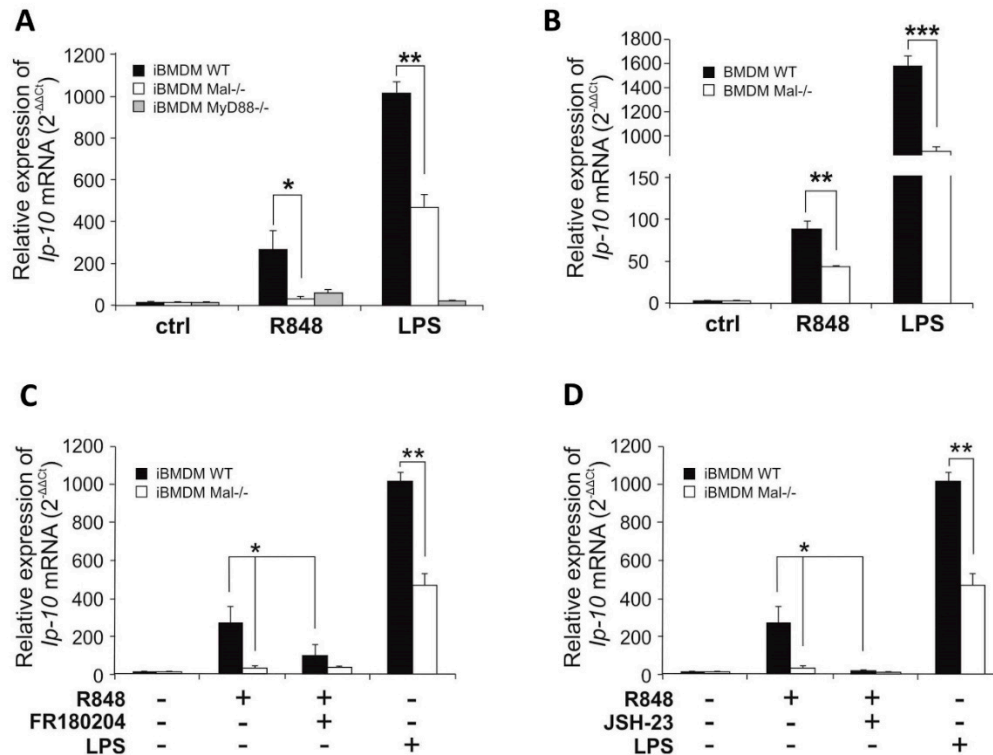 A
Relative expression of
Ip-10 mRNA (2^-ΔΔCt)
1200
1000
800
600
400
200
0
iBMDM WT
iBMDM Mal-/-
iBMDM MyD88-/-
*
**
ctrl R848 LPS
B
Relative expression of
Ip-10 mRNA (2^-ΔΔCt)
1800
1600
1400
1200
1000
150
100
50
0
BMDM WT
BMDM Mal-/-
**
***
ctrl R848 LPS
C
Relative expression of
Ip-10 mRNA (2^-ΔΔCt)
1200
1000
800
600
400
200
0
iBMDM WT
iBMDM Mal-/-
*
**
R848 - + + -
FR180204 - - + -
LPS - - - +
D
Relative expression of
Ip-10 mRNA (2^-ΔΔCt)
1200
1000
800
600
400
200
0
iBMDM WT
iBMDM Mal-/-
*
**
R848 - + + -
JSH-23 - - + -
LPS - - - +